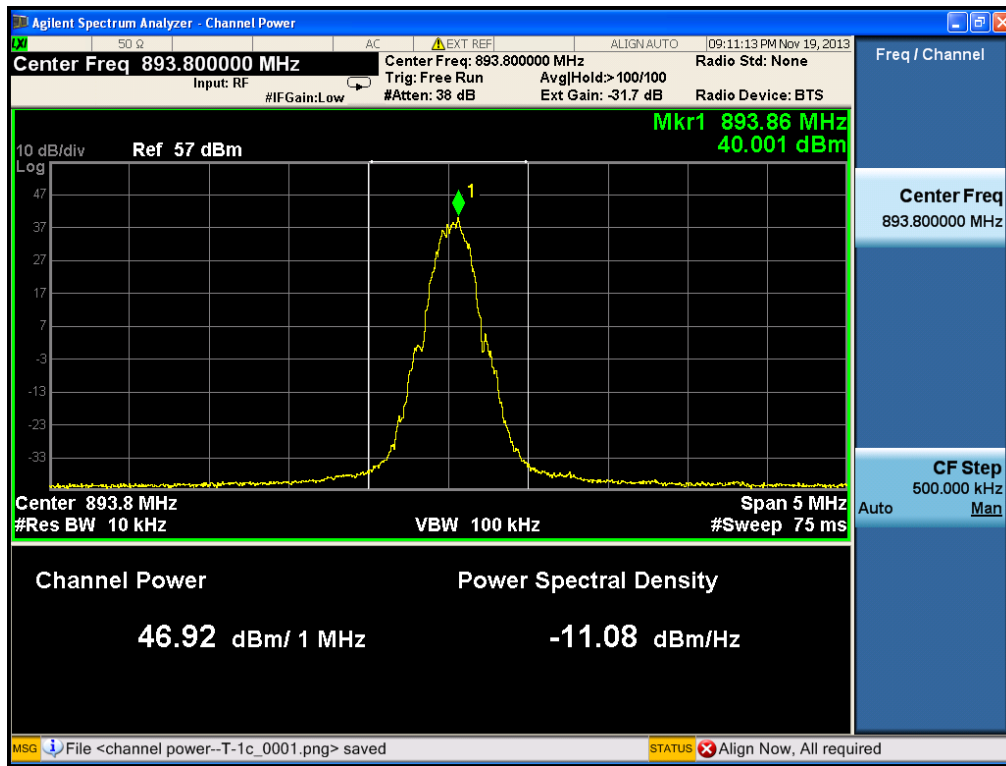 Agilent Spectrum Analyzer - Channel Power
LXI 50 Ω AC EXT REF ALIGN AUTO 09:11:13 PM Nov 19, 2013
Center Freq 893.800000 MHz
Input: RF
#IFGain:Low
Center Freq: 893.800000 MHz
Trig: Free Run Avg|Hold:> 100/100
#Atten: 38 dB Ext Gain: -31.7 dB
Radio Std: None
Radio Device: BTS
Freq / Channel
Mkr1 893.86 MHz
40.001 dBm
10 dB/div Ref 57 dBm
Log
47
37
27
17
7
-3
-13
-23
-33
1
Center 893.8 MHz Span 5 MHz
#Res BW 10 kHz VBW 100 kHz #Sweep 75 ms
Center Freq
893.800000 MHz
CF Step
500.000 kHz
Auto Man
Channel Power Power Spectral Density
46.92 dBm/ 1 MHz -11.08 dBm/Hz
MSG File <channel power--T-1c_0001.png> saved STATUS Align Now, All required